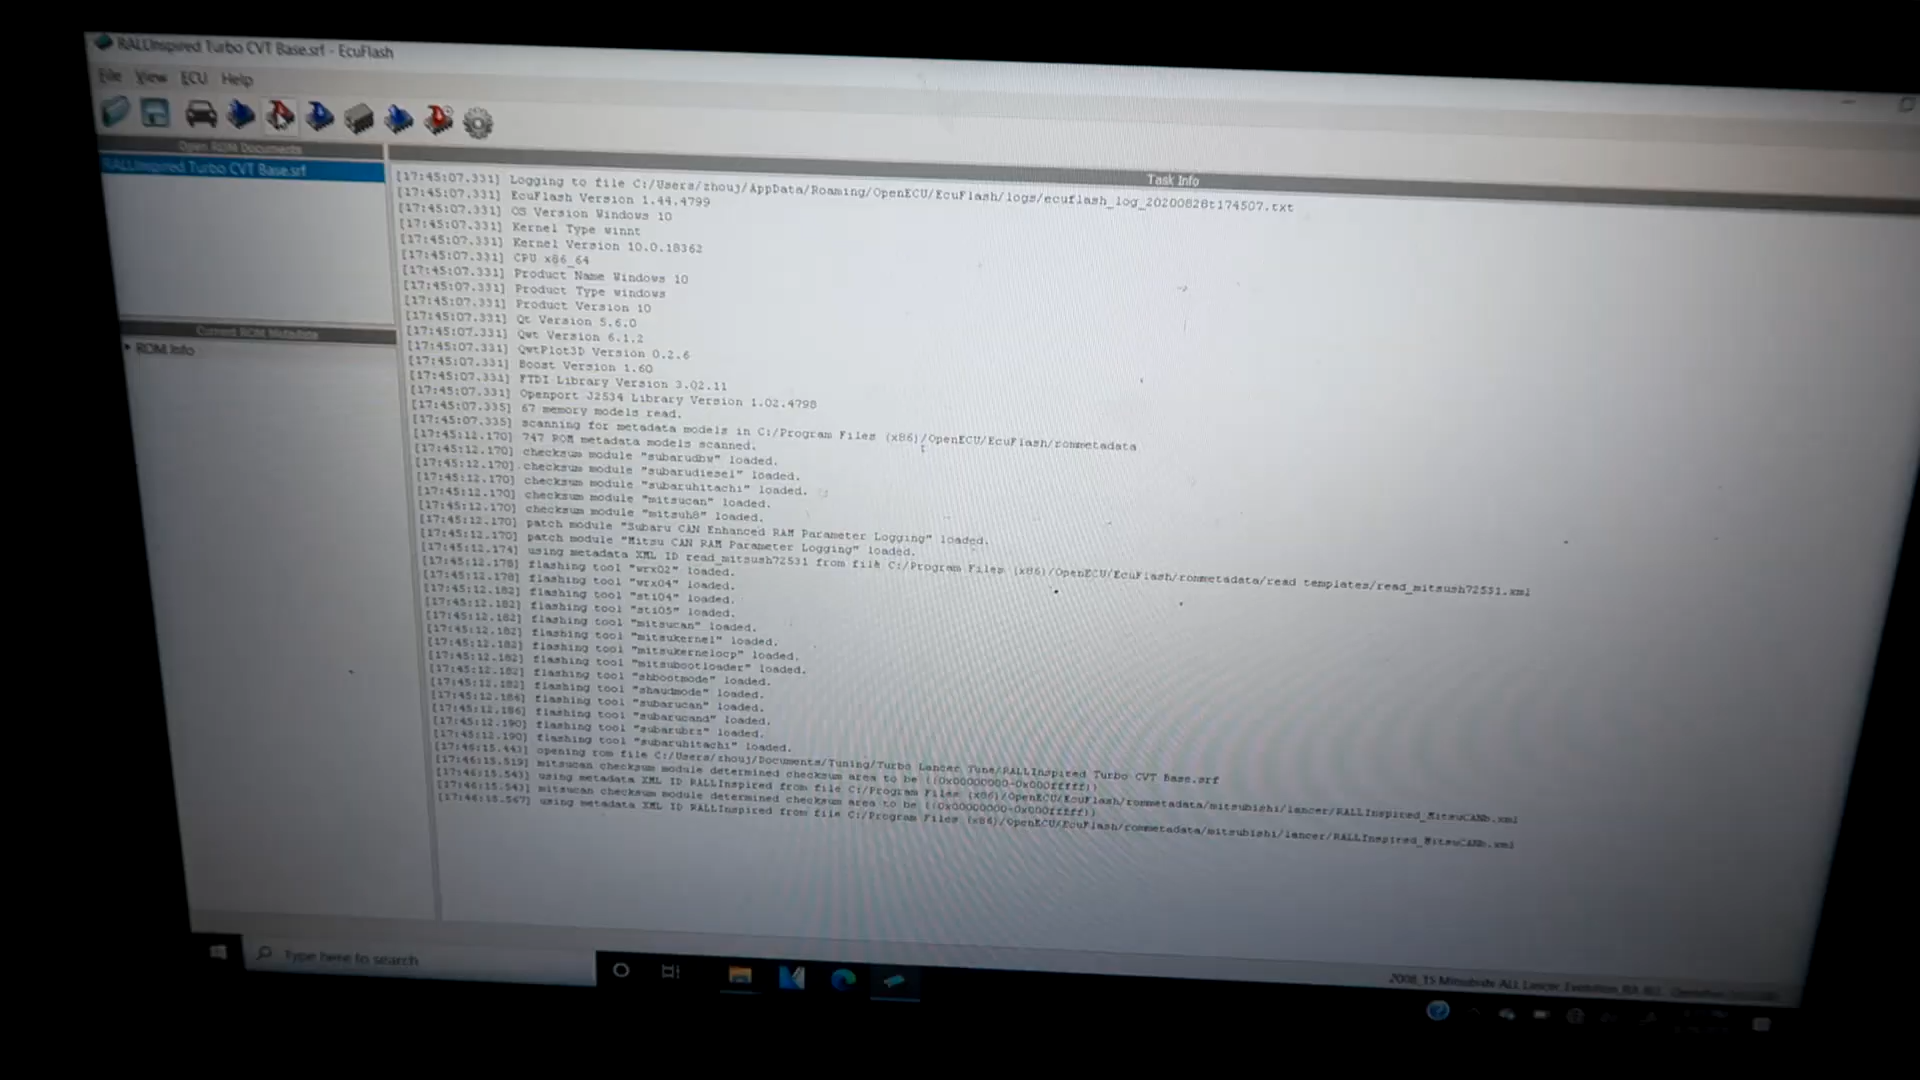 RALLInspired Turbo CVT Base.srf - EcuFlash
File View ECU Help
Open ROM Documents
RALLInspired Turbo CVT Base.srf
Current ROM Metadata
ROM Info
Task Info
[17:45:07.331] Logging to file C:/Users/zhouj/AppData/Roaming/OpenECU/EcuFlash/logs/ecuflash_log_20200828t174507.txt
[17:45:07.331] EcuFlash Version 1.44.4799
[17:45:07.331] OS Version Windows 10
[17:45:07.331] Kernel Type winnt
[17:45:07.331] Kernel Version 10.0.18362
[17:45:07.331] CPU x86_64
[17:45:07.331] Product Name Windows 10
[17:45:07.331] Product Type windows
[17:45:07.331] Product Version 10
[17:45:07.331] Qt Version 5.6.0
[17:45:07.331] Qwt Version 6.1.2
[17:45:07.331] QwtPlot3D Version 0.2.6
[17:45:07.331] Boost Version 1.60
[17:45:07.331] FTDI Library Version 3.02.11
[17:45:07.331] Openport J2534 Library Version 1.02.4798
[17:45:07.335] 67 memory models read.
[17:45:07.335] scanning for metadata models in C:/Program Files (x86)/OpenECU/EcuFlash/rommetadata
[17:45:12.170] 747 ROM metadata models scanned.
[17:45:12.170] checksum module "subarudbw" loaded.
[17:45:12.170] checksum module "subarudiesel" loaded.
[17:45:12.170] checksum module "subaruhitachi" loaded.
[17:45:12.170] checksum module "mitsucan" loaded.
[17:45:12.170] checksum module "mitsuh8" loaded.
[17:45:12.170] patch module "Subaru CAN Enhanced RAM Parameter Logging" loaded.
[17:45:12.170] patch module "Mitsu CAN RAM Parameter Logging" loaded.
[17:45:12.174] using metadata XML ID read_mitsush72531 from file C:/Program Files (x86)/OpenECU/EcuFlash/rommetadata/read templates/read_mitsush72531.xml
[17:45:12.178] flashing tool "wrx02" loaded.
[17:45:12.178] flashing tool "wrx04" loaded.
[17:45:12.182] flashing tool "sti04" loaded.
[17:45:12.182] flashing tool "sti05" loaded.
[17:45:12.182] flashing tool "mitsucan" loaded.
[17:45:12.182] flashing tool "mitsukernel" loaded.
[17:45:12.182] flashing tool "mitsukernelocp" loaded.
[17:45:12.182] flashing tool "mitsubootloader" loaded.
[17:45:12.182] flashing tool "shbootmode" loaded.
[17:45:12.182] flashing tool "shaudmode" loaded.
[17:45:12.186] flashing tool "subarucan" loaded.
[17:45:12.186] flashing tool "subarucand" loaded.
[17:45:12.190] flashing tool "subarubrz" loaded.
[17:45:12.190] flashing tool "subaruhitachi" loaded.
[17:46:15.443] opening rom file C:/Users/zhouj/Documents/Tuning/Turbo Lancer Tune/RALLInspired Turbo CVT Base.srf
[17:46:15.519] mitsucan checksum module determined checksum area to be ((0x00000000-0x000fffff))
[17:46:15.543] using metadata XML ID RALLInspired from file C:/Program Files (x86)/OpenECU/EcuFlash/rommetadata/mitsubishi/lancer/RALLInspired_MitsuCANb.xml
[17:46:15.543] mitsucan checksum module determined checksum area to be ((0x00000000-0x000fffff))
[17:46:15.567] using metadata XML ID RALLInspired from file C:/Program Files (x86)/OpenECU/EcuFlash/rommetadata/mitsubishi/lancer/RALLInspired_MitsuCANb.xml
Type here to search